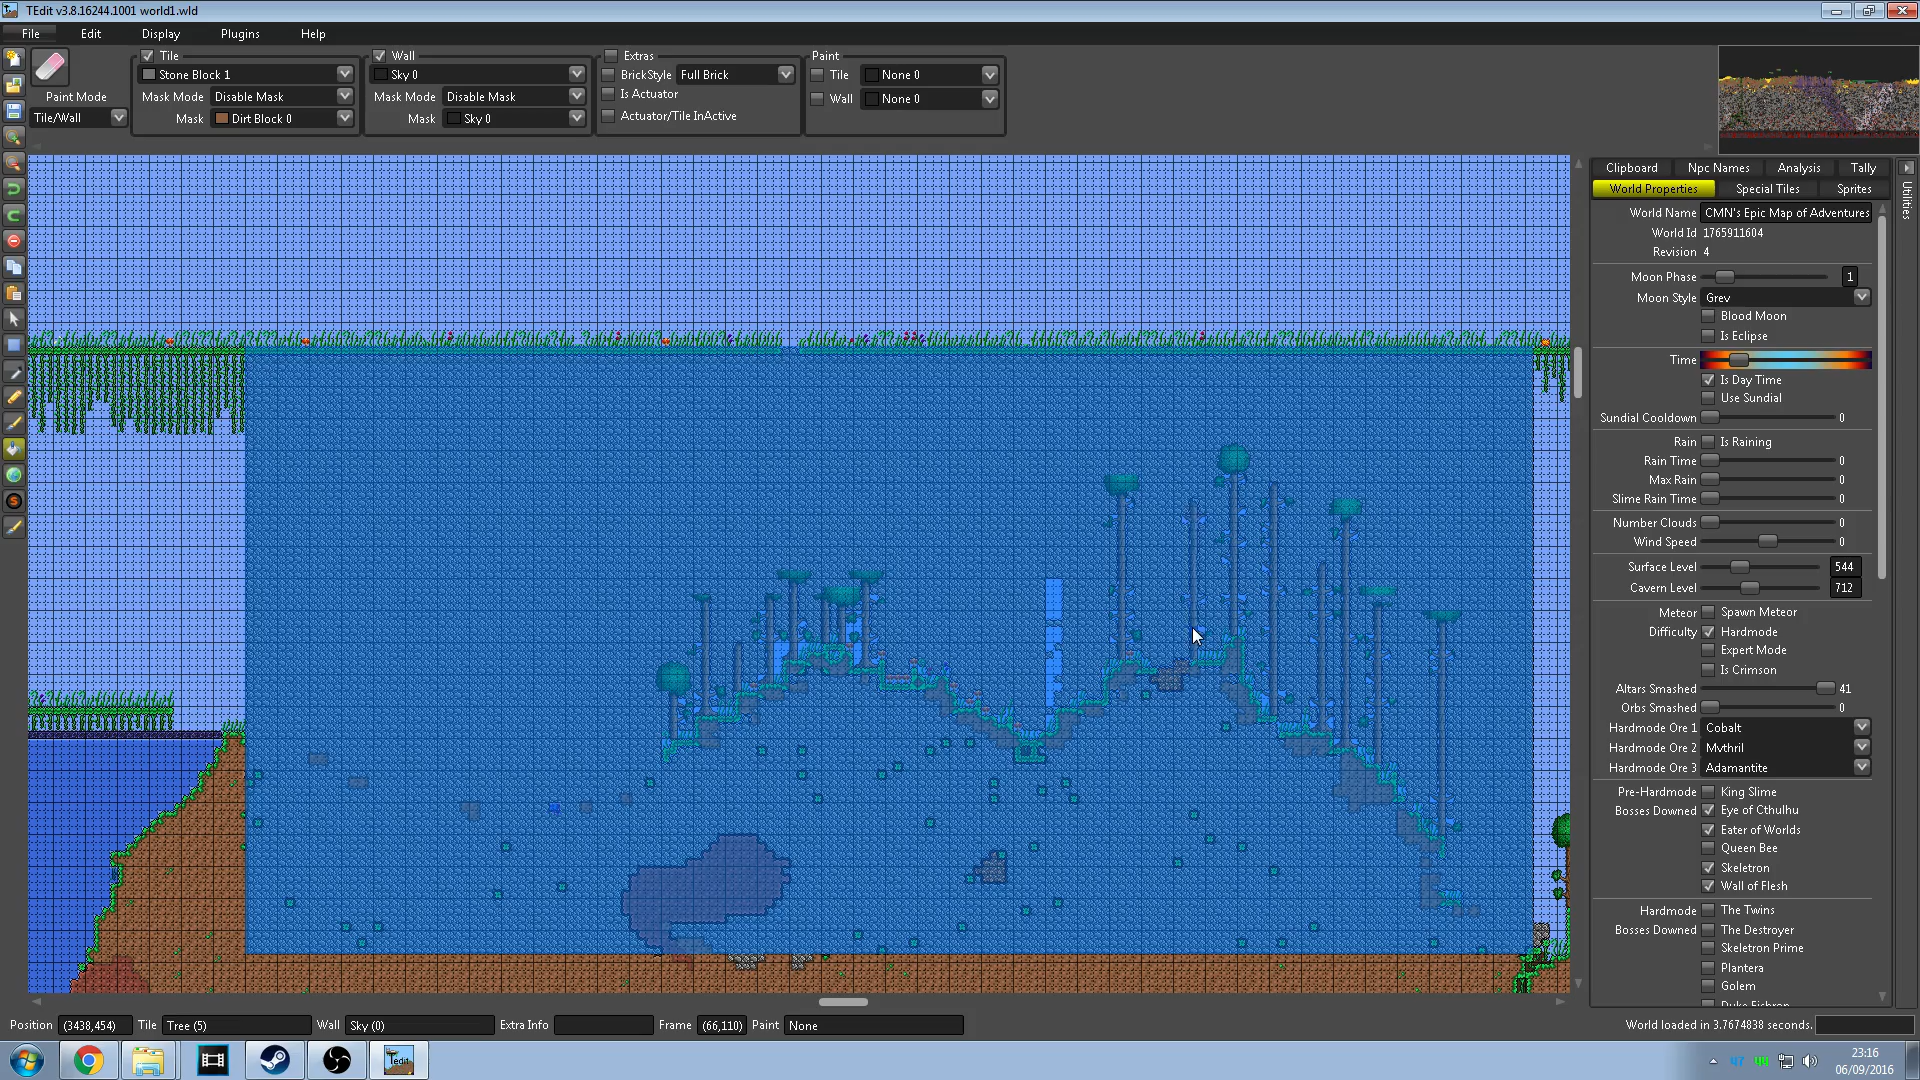 TEdit v3.8.16244.1001 world1.wld
File Edit Display Plugins Help
Paint Mode
Tile/Wall
Tile
Stone Block 1
Mask Mode Disable Mask
Mask Dirt Block 0
Wall
Sky 0
Mask Mode Disable Mask
Mask Sky 0
Extras
BrickStyle Full Brick
Is Actuator
Actuator/Tile InActive
Paint
Tile None 0
Wall None 0
Clipboard Npc Names Analysis Tally
World Properties Special Tiles Sprites
Utilities
World Name CMN's Epic Map of Adventures
World Id 1765911604
Revision 4
Moon Phase 1
Moon Style Grey
Blood Moon
Is Eclipse
Time
Is Day Time
Use Sundial
Sundial Cooldown 0
Rain Is Raining
Rain Time 0
Max Rain 0
Slime Rain Time 0
Number Clouds 0
Wind Speed 0
Surface Level 544
Cavern Level 712
Meteor Spawn Meteor
Difficulty Hardmode
Expert Mode
Is Crimson
Altars Smashed 41
Orbs Smashed 0
Hardmode Ore 1 Cobalt
Hardmode Ore 2 Mythril
Hardmode Ore 3 Adamantite
Pre-Hardmode King Slime
Bosses Downed Eye of Cthulhu
Eater of Worlds
Queen Bee
Skeletron
Wall of Flesh
Hardmode The Twins
Bosses Downed The Destroyer
Skeletron Prime
Plantera
Golem
Duke Fishron
Position (3438,454) Tile Tree (5) Wall Sky (0) Extra Info Frame (66,110) Paint None
World loaded in 3.7674838 seconds.
Tedit
47 44
23:16
06/09/2016